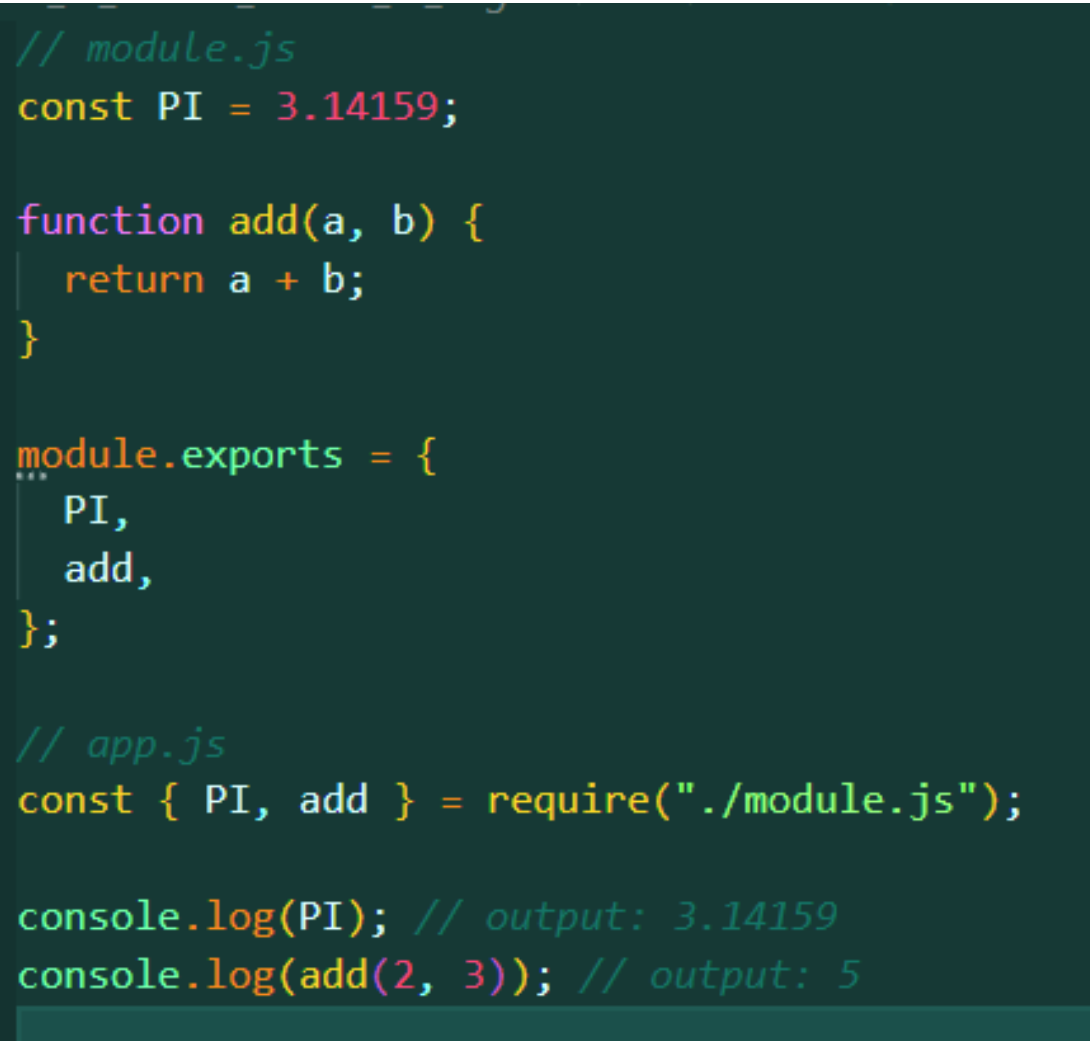 // module.js
const PI = 3.14159;
function add(a, b) {
return a + b;
}
module.exports = {
PI,
add,
};
// app.js
const { PI, add } = require("./module.js");
console.log(PI); // output: 3.14159
console.log(add(2, 3)); // output: 5